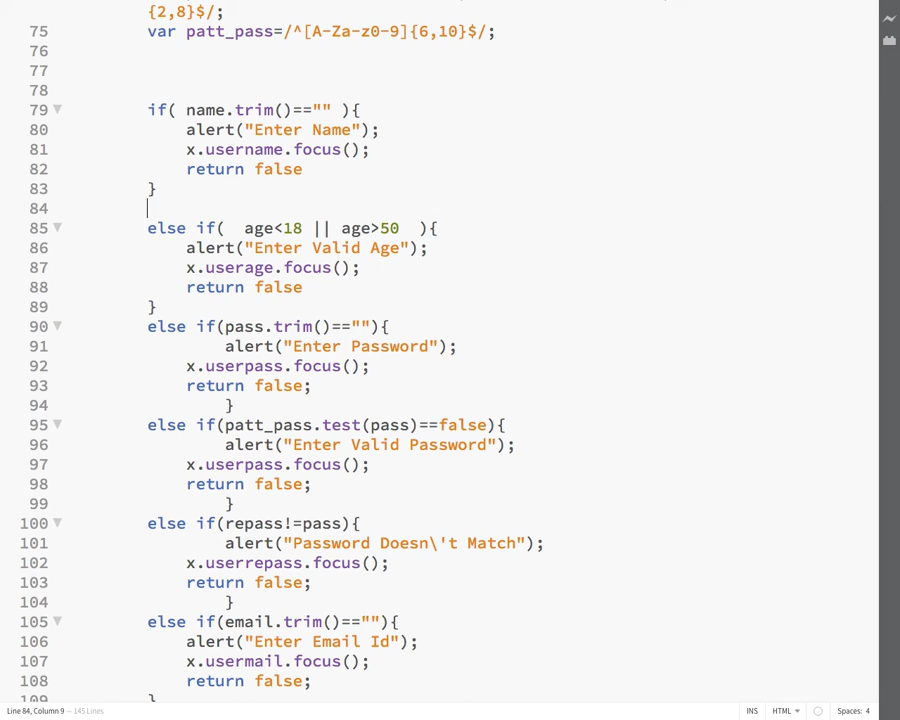 {2,8}$/;
75 var patt_pass=/^[A-Za-z0-9]{6,10}$/;
76
77
78
79 if( name.trim()=="" ){
80 alert("Enter Name");
81 x.username.focus();
82 return false
83 }
84
85 else if(  age<18 || age>50  ){
86 alert("Enter Valid Age");
87 x.userage.focus();
88 return false
89 }
90 else if(pass.trim()==""){
91 alert("Enter Password");
92 x.userpass.focus();
93 return false;
94 }
95 else if(patt_pass.test(pass)==false){
96 alert("Enter Valid Password");
97 x.userpass.focus();
98 return false;
99 }
100 else if(repass!=pass){
101 alert("Password Doesn\'t Match");
102 x.userrepass.focus();
103 return false;
104 }
105 else if(email.trim()==""){
106 alert("Enter Email Id");
107 x.usermail.focus();
108 return false;
109 }
Line 84, Column 9 — 145 Lines INS HTML Spaces: 4